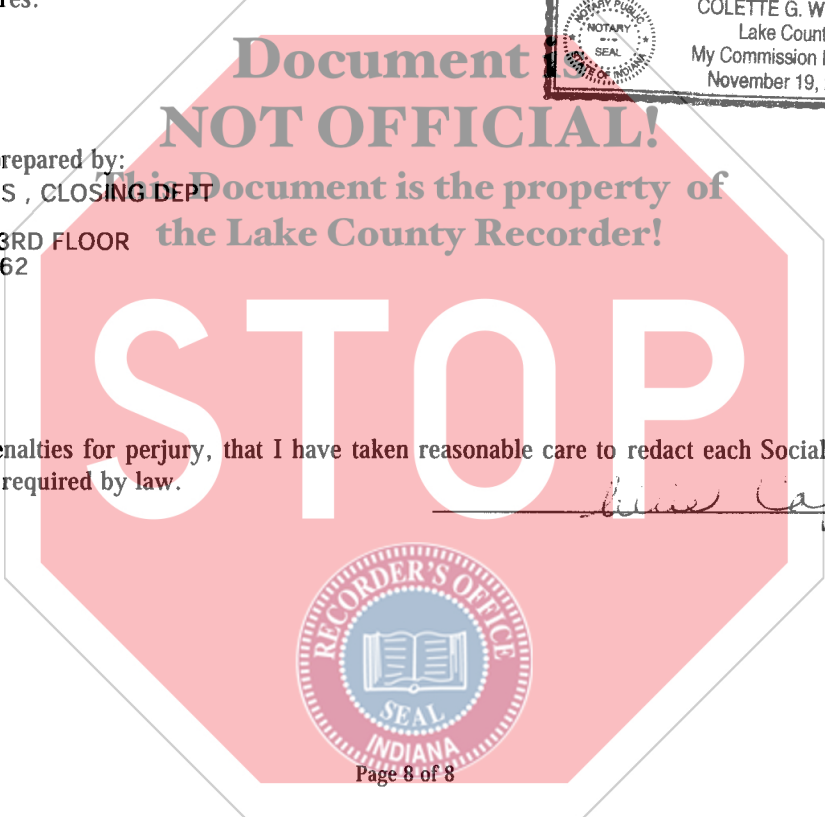 res:
NOTARY PUBLIC
NOTARY
SEAL
STATE OF INDIANA
COLETTE G. W
Lake Count
My Commission
November 19,
Document is
NOT OFFICIAL!
This Document is the property of
the Lake County Recorder!
repared by:
S , CLOSING DEPT
3RD FLOOR
62
STOP
enalties for perjury, that I have taken reasonable care to redact each Social
required by law.
RECORDER'S OFFICE
SEAL
INDIANA
Page 8 of 8